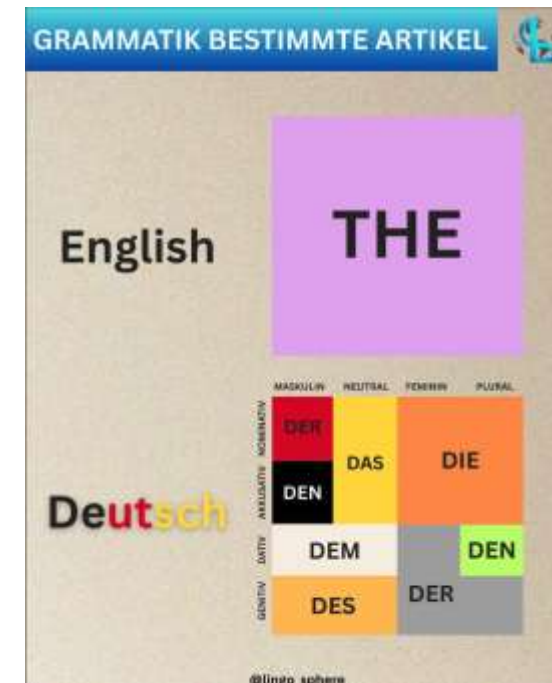 GRAMMATIK BESTIMMTE ARTIKEL
English
THE
MASKULIN NEUTRAL FEMININ PLURAL
NOMINATIV
DER
DAS
DIE
AKKUSATIV
DEN
Deutsch
DATIV
DEM
DEN
GENITIV
DES
DER
@lingo_sphere